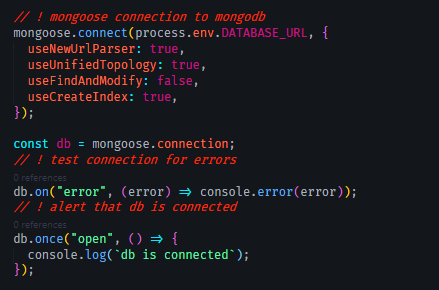 // ! mongoose connection to mongodb
mongoose.connect(process.env.DATABASE_URL, {
  useNewUrlParser: true,
  useUnifiedTopology: true,
  useFindAndModify: false,
  useCreateIndex: true,
});

const db = mongoose.connection;
// ! test connection for errors
0 references
db.on("error", (error) => console.error(error));
// ! alert that db is connected
0 references
db.once("open", () => {
  console.log(`db is connected`);
});